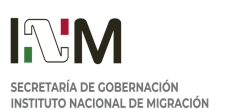 INM
SECRETARÍA DE GOBERNACIÓN
INSTITUTO NACIONAL DE MIGRACIÓN